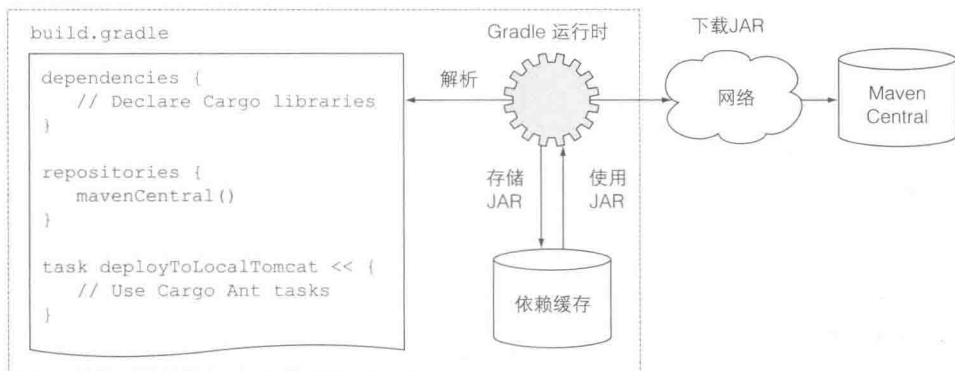 build.gradle
dependencies {
// Declare Cargo libraries
}
repositories {
mavenCentral()
}
task deployToLocalTomcat << {
// Use Cargo Ant tasks
}
Gradle 运行时
解析
存储
JAR
使用
JAR
依赖缓存
下载JAR
网络
Maven
Central